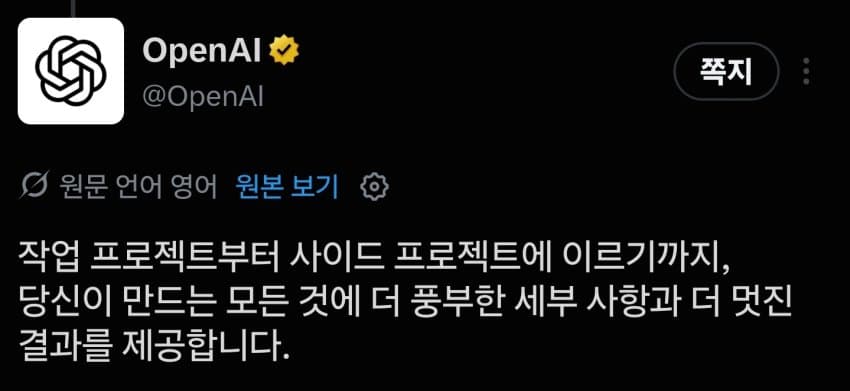 OpenAI
@OpenAI
쪽지
원문 언어 영어 원본 보기
작업 프로젝트부터 사이드 프로젝트에 이르기까지,
당신이 만드는 모든 것에 더 풍부한 세부 사항과 더 멋진
결과를 제공합니다.